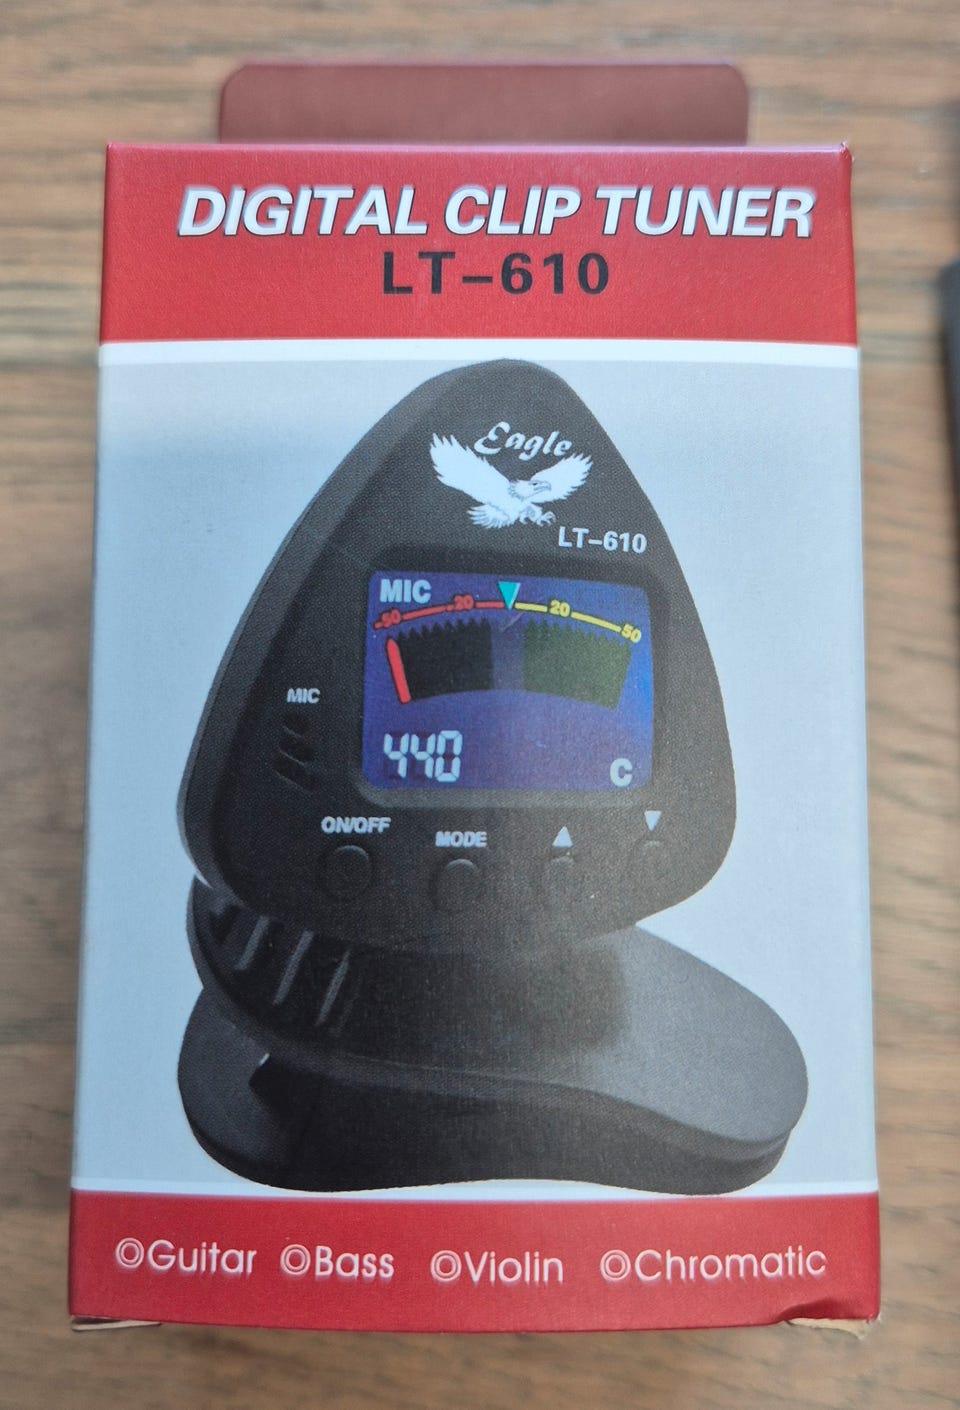 DIGITAL CLIP TUNER
LT-610
Eagle
LT-610
MIC
-50 -20 20 50
MIC
440 C
ON/OFF MODE ▲ ▼
◎Guitar ◎Bass ◎Violin ◎Chromatic